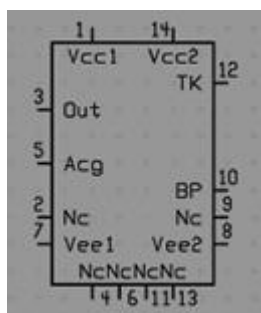 1 14
Vcc1 Vcc2
TK 12
3 Out
5 Acg
BP 10
2 Nc Nc 9
7 Vee1 Vee2 8
NcNcNcNc
4 6 11 13